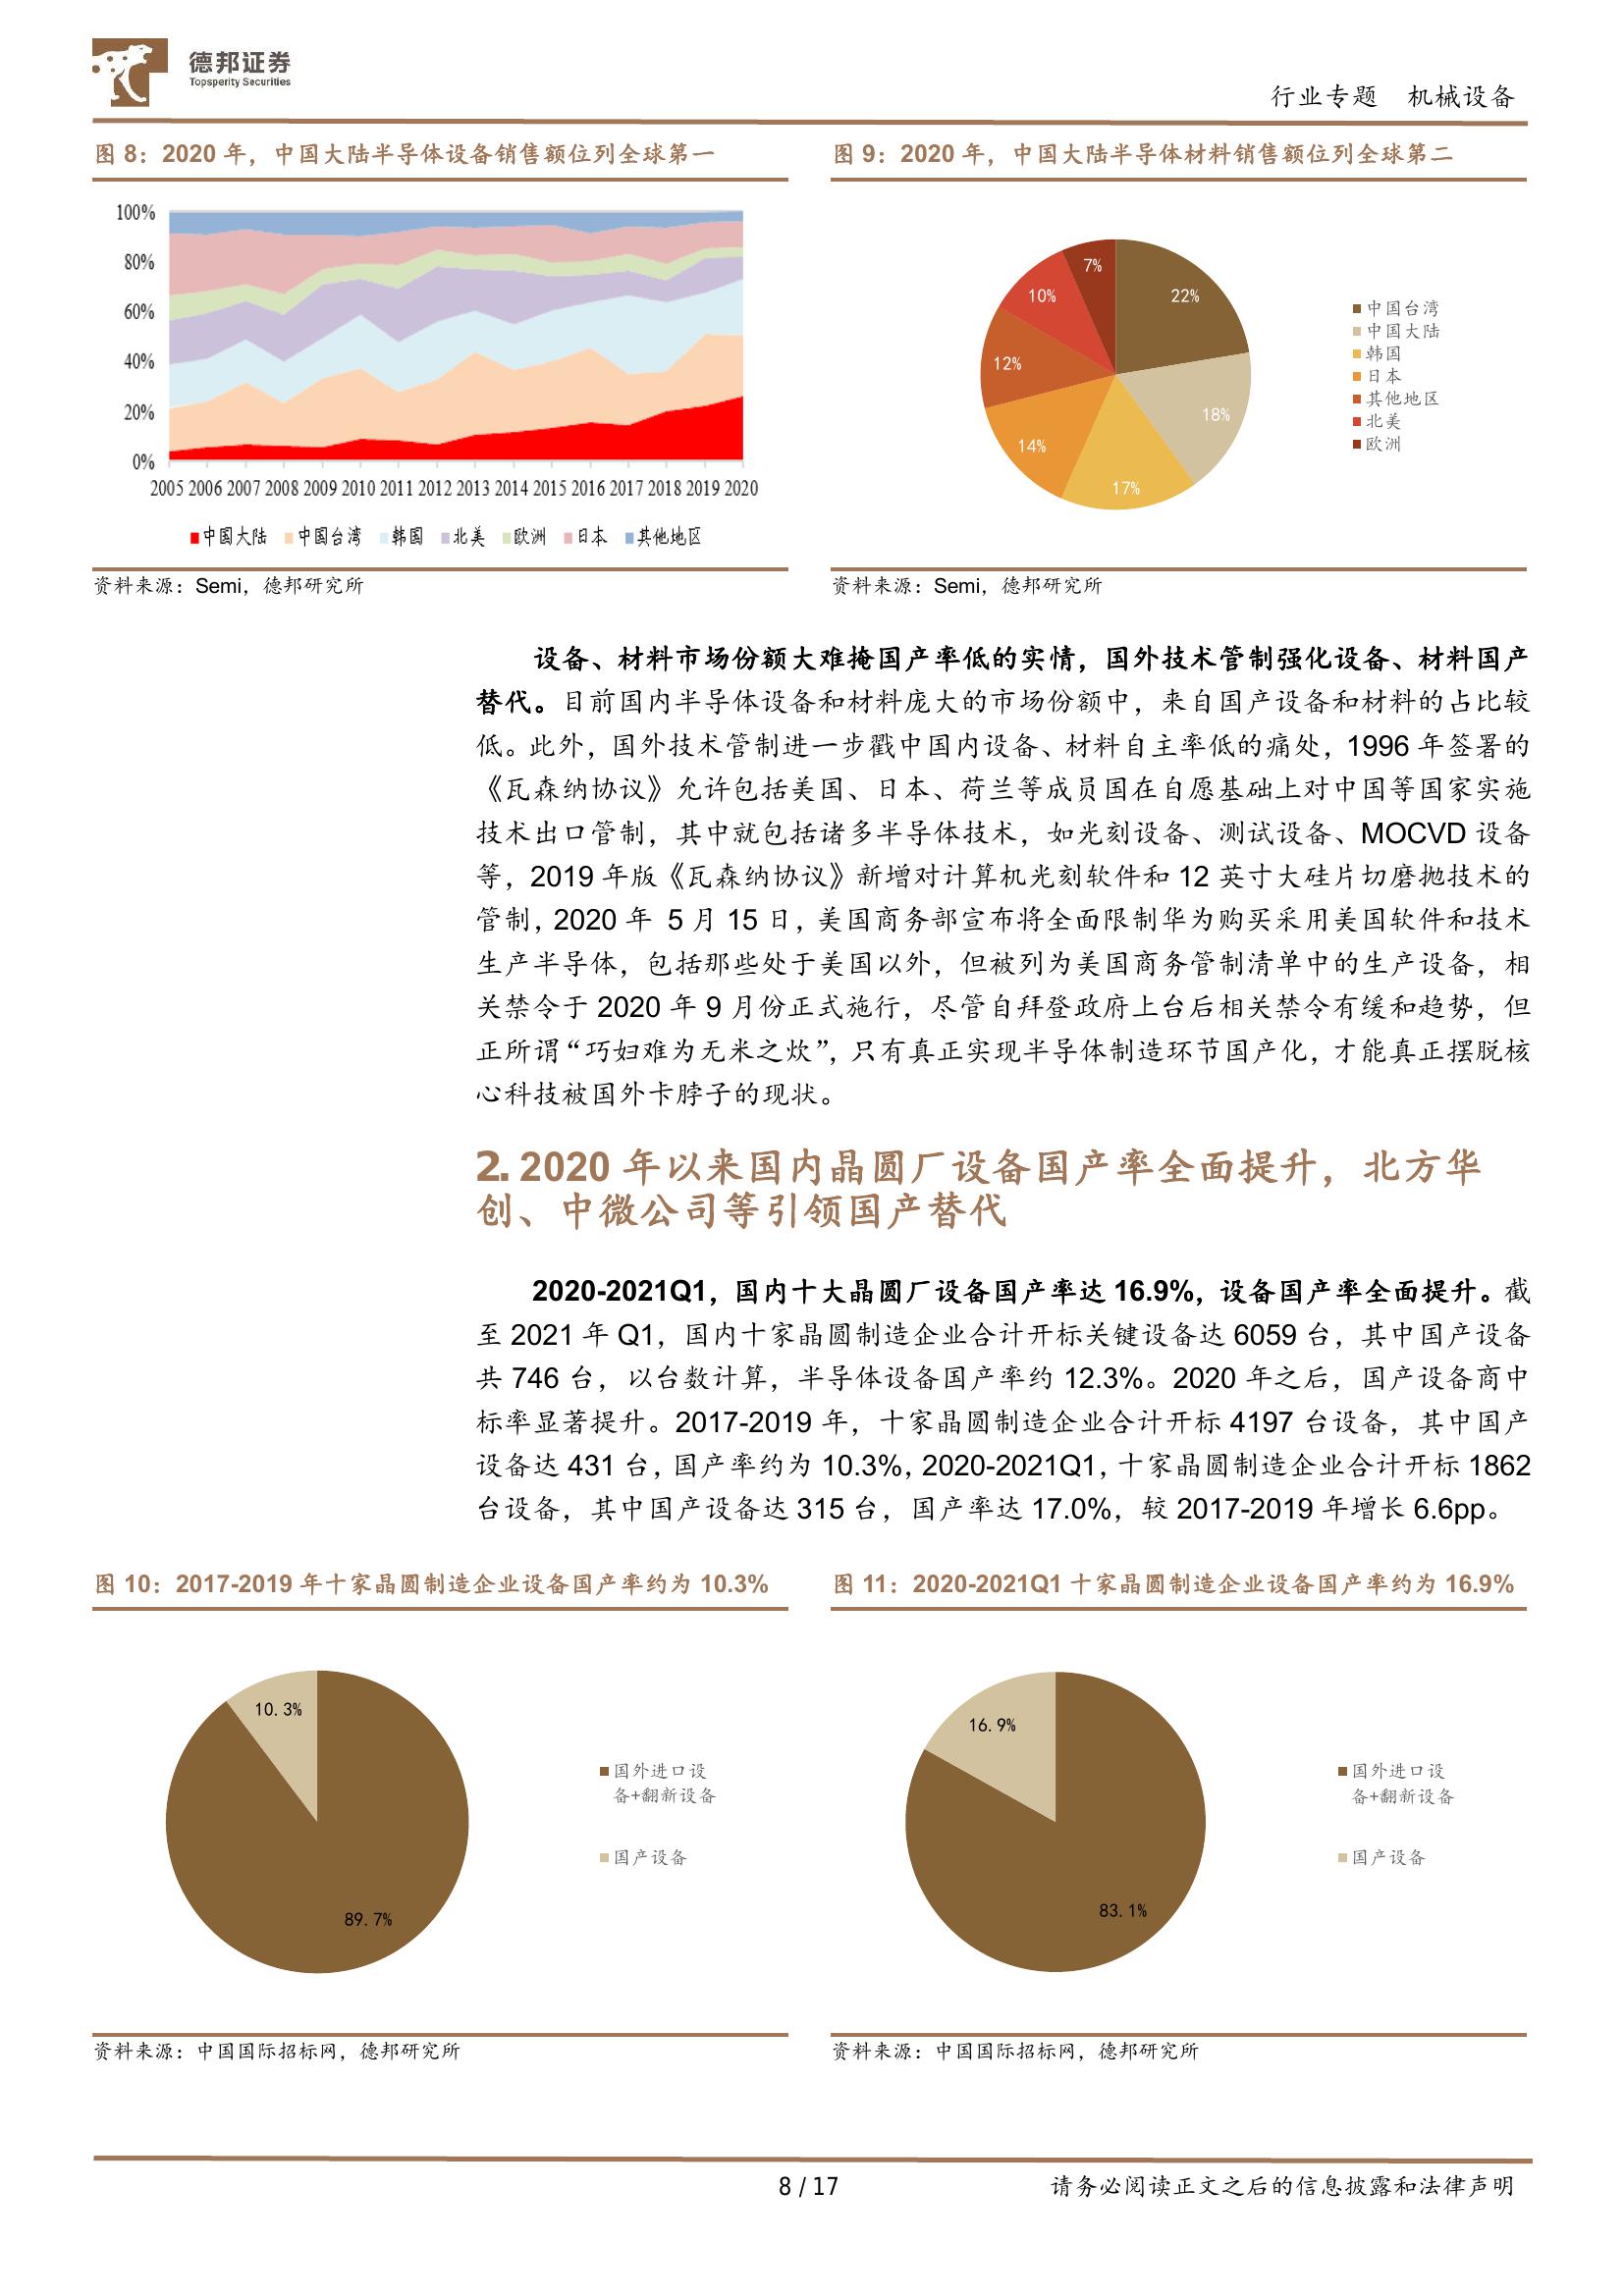 德邦证券
Topsperity Securities
行业专题 机械设备
图 8：2020 年，中国大陆半导体设备销售额位列全球第一
100%
80%
60%
40%
20%
0%
2005 2006 2007 2008 2009 2010 2011 2012 2013 2014 2015 2016 2017 2018 2019 2020
中国大陆 中国台湾 韩国 北美 欧洲 日本 其他地区
资料来源：Semi，德邦研究所
图 9：2020 年，中国大陆半导体材料销售额位列全球第二
7%
22%
10%
12%
18%
14%
17%
中国台湾
中国大陆
韩国
日本
其他地区
北美
欧洲
资料来源：Semi，德邦研究所
设备、材料市场份额大难掩国产率低的实情，国外技术管制强化设备、材料国产
替代。目前国内半导体设备和材料庞大的市场份额中，来自国产设备和材料的占比较
低。此外，国外技术管制进一步戳中国内设备、材料自主率低的痛处，1996 年签署的
《瓦森纳协议》允许包括美国、日本、荷兰等成员国在自愿基础上对中国等国家实施
技术出口管制，其中就包括诸多半导体技术，如光刻设备、测试设备、MOCVD 设备
等，2019 年版《瓦森纳协议》新增对计算机光刻软件和 12 英寸大硅片切磨抛技术的
管制，2020 年 5 月 15 日，美国商务部宣布将全面限制华为购买采用美国软件和技术
生产半导体，包括那些处于美国以外，但被列为美国商务管制清单中的生产设备，相
关禁令于 2020 年 9 月份正式施行，尽管自拜登政府上台后相关禁令有缓和趋势，但
正所谓“巧妇难为无米之炊”，只有真正实现半导体制造环节国产化，才能真正摆脱核
心科技被国外卡脖子的现状。
2. 2020 年以来国内晶圆厂设备国产率全面提升，北方华
创、中微公司等引领国产替代
2020-2021Q1，国内十大晶圆厂设备国产率达 16.9%，设备国产率全面提升。截
至 2021 年 Q1，国内十家晶圆制造企业合计开标关键设备达 6059 台，其中国产设备
共 746 台，以台数计算，半导体设备国产率约 12.3%。2020 年之后，国产设备商中
标率显著提升。2017-2019 年，十家晶圆制造企业合计开标 4197 台设备，其中国产
设备达 431 台，国产率约为 10.3%，2020-2021Q1，十家晶圆制造企业合计开标 1862
台设备，其中国产设备达 315 台，国产率达 17.0%，较 2017-2019 年增长 6.6pp。
图 10：2017-2019 年十家晶圆制造企业设备国产率约为 10.3%
10.3%
89.7%
国外进口设
备+翻新设备
国产设备
资料来源：中国国际招标网，德邦研究所
图 11：2020-2021Q1 十家晶圆制造企业设备国产率约为 16.9%
16.9%
83.1%
国外进口设
备+翻新设备
国产设备
资料来源：中国国际招标网，德邦研究所
8 / 17
请务必阅读正文之后的信息披露和法律声明